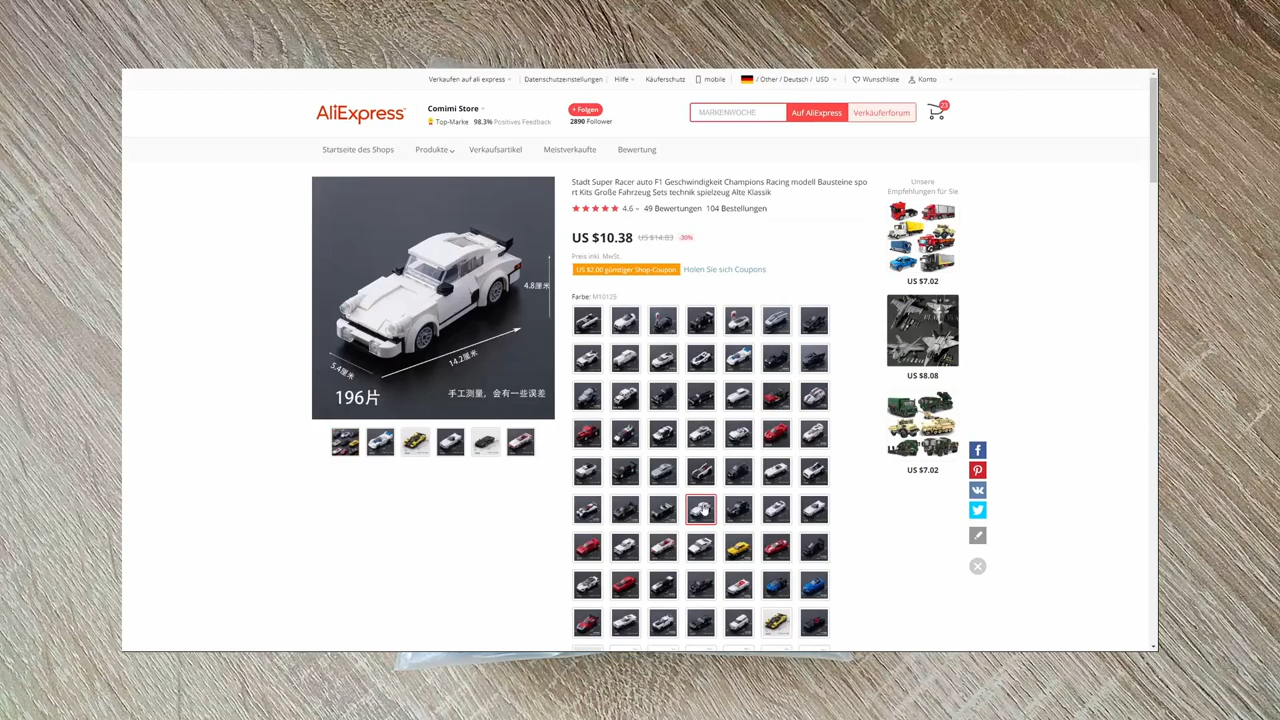 Verkaufen auf ali express
Datenschutzeinstellungen
Hilfe
Käuferschutz
mobile
/ Other / Deutsch / USD
Wunschliste
Konto
AliExpress
Comimi Store
Top-Marke 98.3% Positives Feedback
+ Folgen
2890 Follower
MARKENWOCHE
Auf AliExpress
Verkäuferforum
23
Startseite des Shops
Produkte
Verkaufsartikel
Meistverkaufte
Bewertung
Stadt Super Racer auto F1 Geschwindigkeit Champions Racing modell Bausteine spo
rt Kits Große Fahrzeug Sets technik spielzeug Alte Klassik
4.6 49 Bewertungen 104 Bestellungen
US $10.38 US $14.83 -30%
Preis inkl. MwSt.
US $2.00 günstiger Shop-Coupon Holen Sie sich Coupons
Farbe: M10125
4.8厘米
14.2厘米
5.4厘米
196片
手工测量，会有一些误差
Unsere
Empfehlungen für Sie
US $7.02
US $8.08
US $7.02